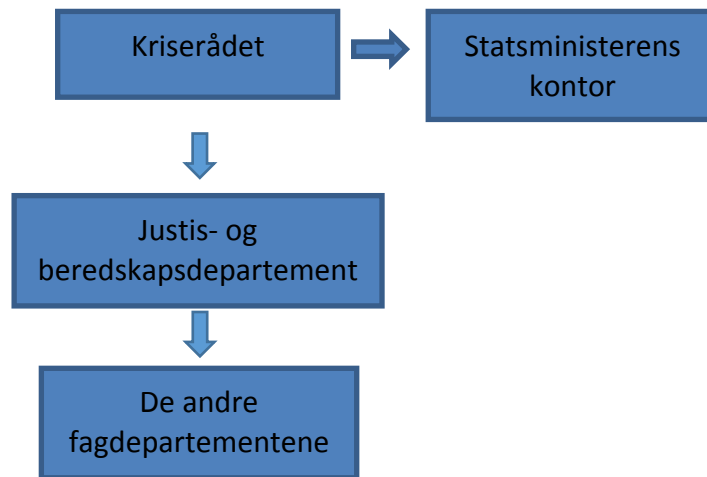 Kriserådet
Statsministerens
kontor
Justis- og
beredskapsdepartement
De andre
fagdepartementene